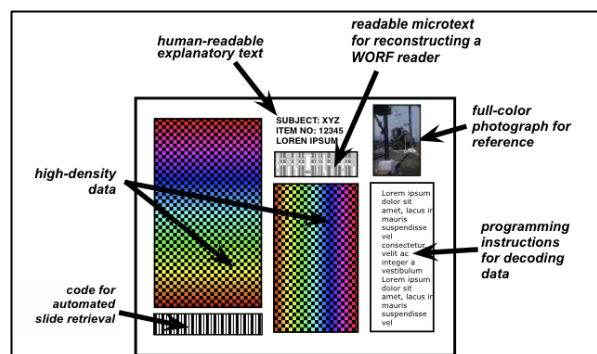 human-readable
explanatory text
readable microtext
for reconstructing a
WORF reader
full-color
photograph for
reference
high-density
data
code for
automated
slide retrieval
SUBJECT: XYZ
ITEM NO: 12345
LOREN IPSUM
Lorem ipsum
dolor sit
amet, lacus in
mauris
suspendisse
vel
consectetur
velit ac
integer a
vestibulum
Lorem ipsum
dolor sit
amet, lacus in
mauris
suspendisse
vel
programming
instructions
for decoding
data